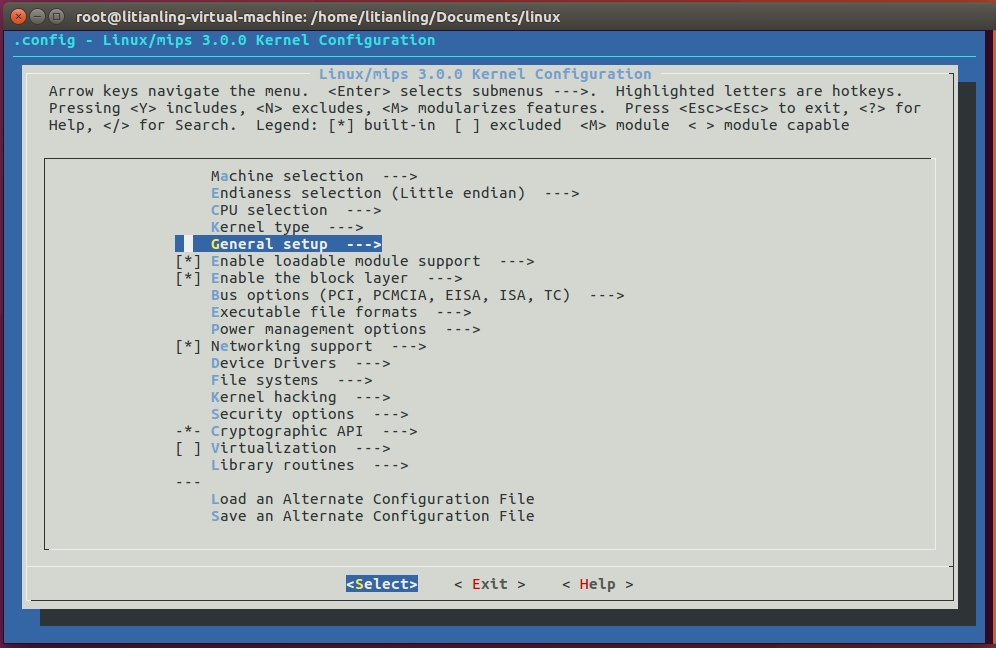 root@litianling-virtual-machine: /home/litianling/Documents/linux
.config - Linux/mips 3.0.0 Kernel Configuration
Linux/mips 3.0.0 Kernel Configuration
Arrow keys navigate the menu.  <Enter> selects submenus --->.  Highlighted letters are hotkeys.
Pressing <Y> includes, <N> excludes, <M> modularizes features.  Press <Esc><Esc> to exit, <?> for
Help, </> for Search.  Legend: [*] built-in  [ ] excluded  <M> module  < > module capable
Machine selection  --->
Endianess selection (Little endian)  --->
CPU selection  --->
Kernel type  --->
General setup  --->
[*] Enable loadable module support  --->
[*] Enable the block layer  --->
Bus options (PCI, PCMCIA, EISA, ISA, TC)  --->
Executable file formats  --->
Power management options  --->
[*] Networking support  --->
Device Drivers  --->
File systems  --->
Kernel hacking  --->
Security options  --->
-*- Cryptographic API  --->
[ ] Virtualization  --->
Library routines  --->
---
Load an Alternate Configuration File
Save an Alternate Configuration File
<Select>    < Exit >    < Help >